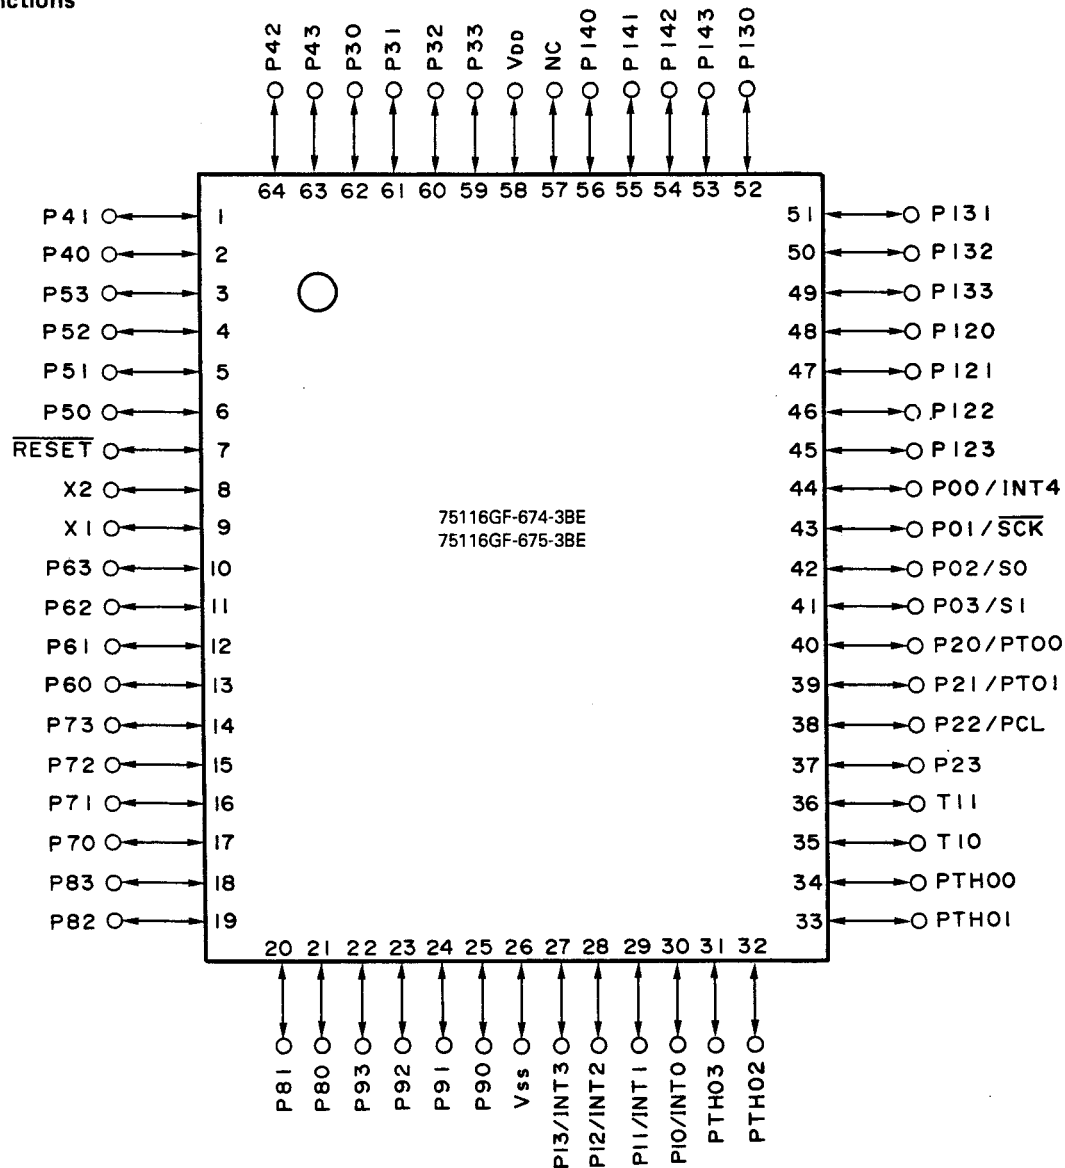 nctions
P42 P43 P30 P31 P32 P33 VDD NC P140 P141 P142 P143 P130
64 63 62 61 60 59 58 57 56 55 54 53 52
P41 1 51 P131
P40 2 50 P132
P53 3 49 P133
P52 4 48 P120
P51 5 47 P121
P50 6 46 P122
RESET 7 45 P123
X2 8 44 P00/INT4
X1 9 43 P01/SCK
75116GF-674-3BE
75116GF-675-3BE
P63 10 42 P02/S0
P62 11 41 P03/S1
P61 12 40 P20/PT00
P60 13 39 P21/PT01
P73 14 38 P22/PCL
P72 15 37 P23
P71 16 36 T11
P70 17 35 T10
P83 18 34 PTH00
P82 19 33 PTH01
20 21 22 23 24 25 26 27 28 29 30 31 32
P81 P80 P93 P92 P91 P90 Vss P13/INT3 P12/INT2 P11/INT1 P10/INT0 PTH03 PTH02